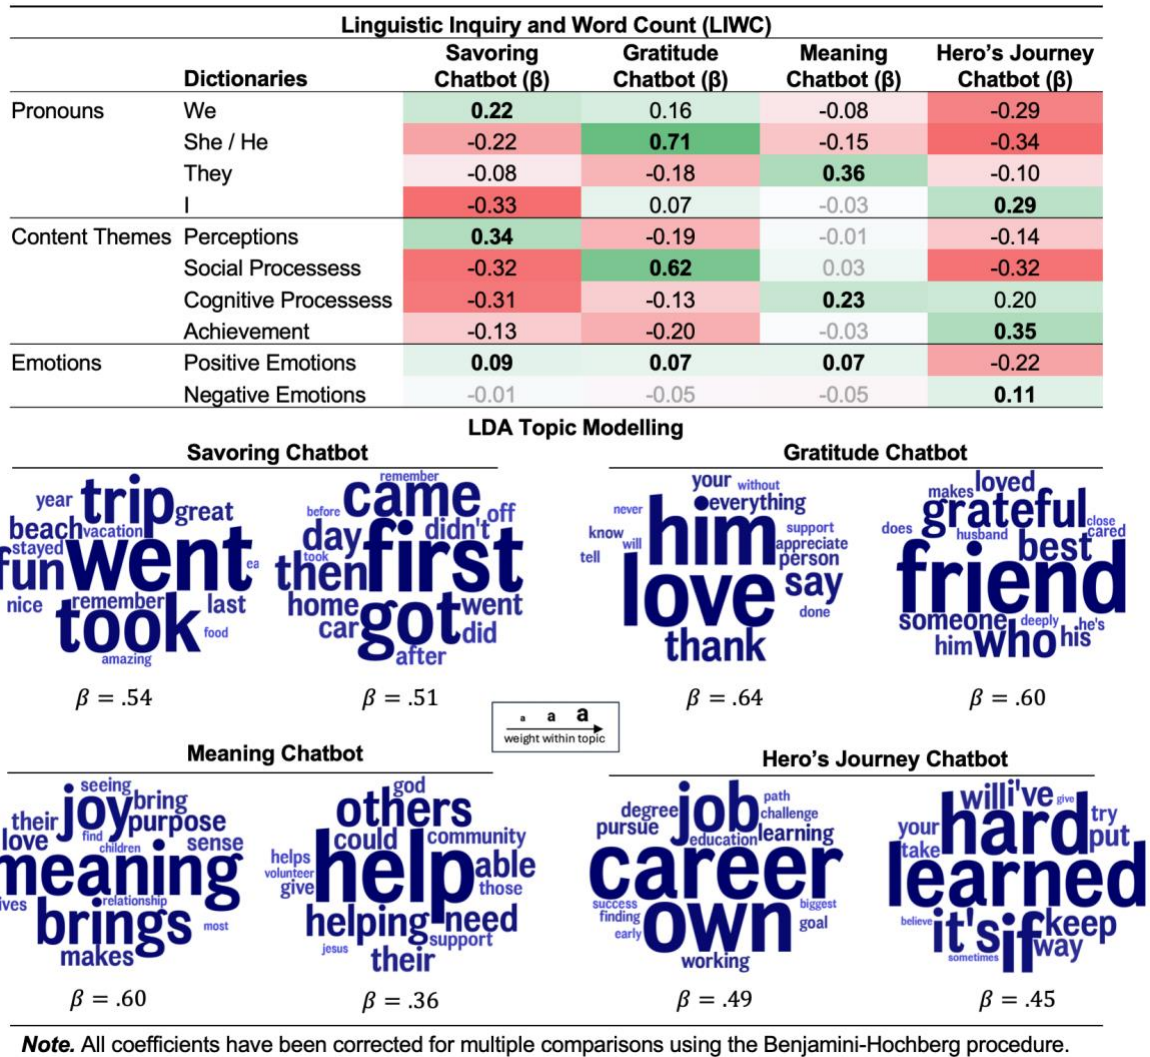 Linguistic Inquiry and Word Count (LIWC)
Dictionaries Savoring Chatbot (β) Gratitude Chatbot (β) Meaning Chatbot (β) Hero's Journey Chatbot (β)
Pronouns We 0.22 0.16 -0.08 -0.29
She / He -0.22 0.71 -0.15 -0.34
They -0.08 -0.18 0.36 -0.10
I -0.33 0.07 -0.03 0.29
Content Themes Perceptions 0.34 -0.19 -0.01 -0.14
Social Processess -0.32 0.62 0.03 -0.32
Cognitive Processess -0.31 -0.13 0.23 0.20
Achievement -0.13 -0.20 -0.03 0.35
Emotions Positive Emotions 0.09 0.07 0.07 -0.22
Negative Emotions -0.01 -0.05 -0.05 0.11
LDA Topic Modelling
Savoring Chatbot
year trip great
beach vacation
stayed
fun went ea
nice remember last
took food
amazing
β = .54
remember
before came off
day didn't
took
then first
home got went
car did
after
β = .51
Gratitude Chatbot
your without
never everything
know him support
will appreciate
tell person
love say
done
thank
β = .64
makes loved
does grateful close
husband cared
best
friend
someone deeply he's
him who his
β = .60
a a a
weight within topic
Meaning Chatbot
seeing
joy bring
their purpose
love find sense
children
meaning
ives relationship
brings most
makes
β = .60
god
others
could community
helps help able
volunteer
give those
helping need
support
jesus
their
β = .36
Hero's Journey Chatbot
path
degree job challenge
pursue learning
education
career
success biggest
finding own goal
early
working
β = .49
will i've give
try
your hard put
take
learned
believe it's if keep
way
sometimes
β = .45
Note. All coefficients have been corrected for multiple comparisons using the Benjamini-Hochberg procedure.